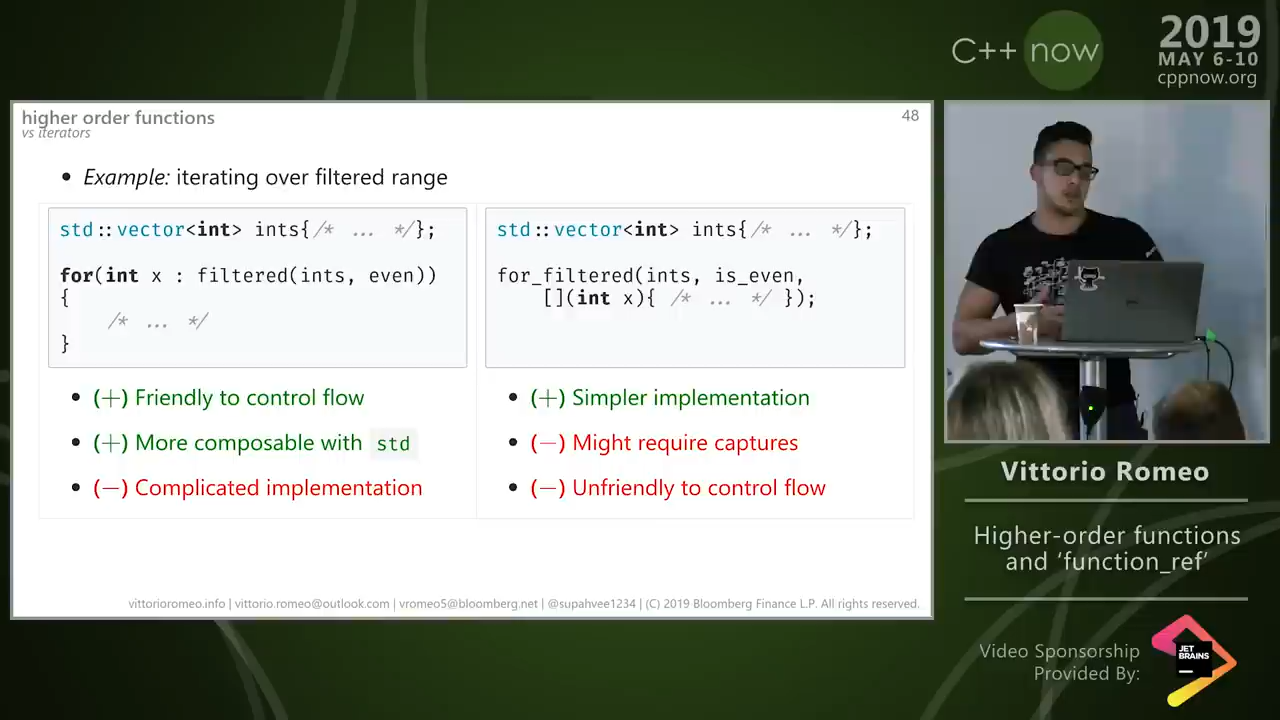 C++ now
2019
MAY 6-10
cppnow.org
higher order functions
vs iterators
48
• Example: iterating over filtered range
std::vector<int> ints{/* ... */};
for(int x : filtered(ints, even))
{
/* ... */
}
• (+) Friendly to control flow
• (+) More composable with std
• (−) Complicated implementation
std::vector<int> ints{/* ... */};
for_filtered(ints, is_even,
[](int x){ /* ... */ });
• (+) Simpler implementation
• (−) Might require captures
• (−) Unfriendly to control flow
vittorioromeo.info | vittorio.romeo@outlook.com | vromeo5@bloomberg.net | @supahvee1234 | (C) 2019 Bloomberg Finance L.P. All rights reserved.
Vittorio Romeo
Higher-order functions
and ‘function_ref’
Video Sponsorship
Provided By:
JET
BRAINS